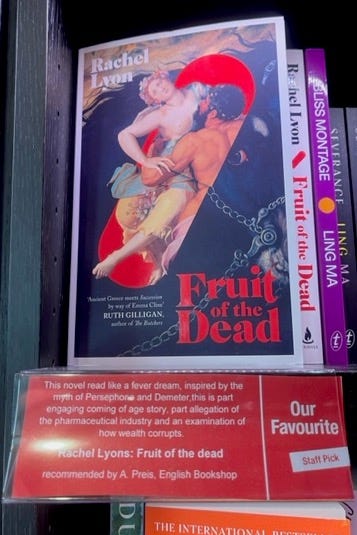 Rachel
Lyon
'Ancient Greece meets Succession
by way of Emma Cline'
RUTH GILLIGAN,
author of The Butchers
Fruit
of the
Dead
Rachel Lyon
Fruit of the Dead
BLISS MONTAGE
LING MA
SEVERANCE
LING MA
This novel read like a fever dream, inspired by the
myth of Persephone and Demeter,this is part
engaging coming of age story, part allegation of
the pharmaceutical industry and an examination of
how wealth corrupts.
Rachel Lyons: Fruit of the dead
recommended by A. Preis, English Bookshop
Our
Favourite
Staff Pick
THE INTERNATIONAL